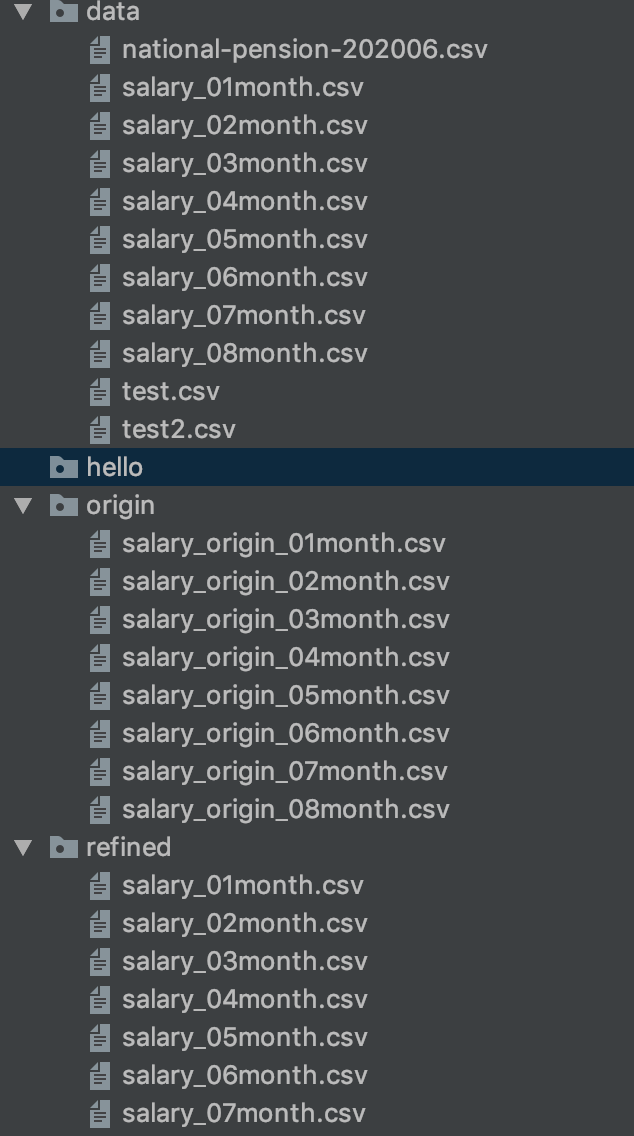 data
national-pension-202006.csv
salary_01month.csv
salary_02month.csv
salary_03month.csv
salary_04month.csv
salary_05month.csv
salary_06month.csv
salary_07month.csv
salary_08month.csv
test.csv
test2.csv
hello
origin
salary_origin_01month.csv
salary_origin_02month.csv
salary_origin_03month.csv
salary_origin_04month.csv
salary_origin_05month.csv
salary_origin_06month.csv
salary_origin_07month.csv
salary_origin_08month.csv
refined
salary_01month.csv
salary_02month.csv
salary_03month.csv
salary_04month.csv
salary_05month.csv
salary_06month.csv
salary_07month.csv